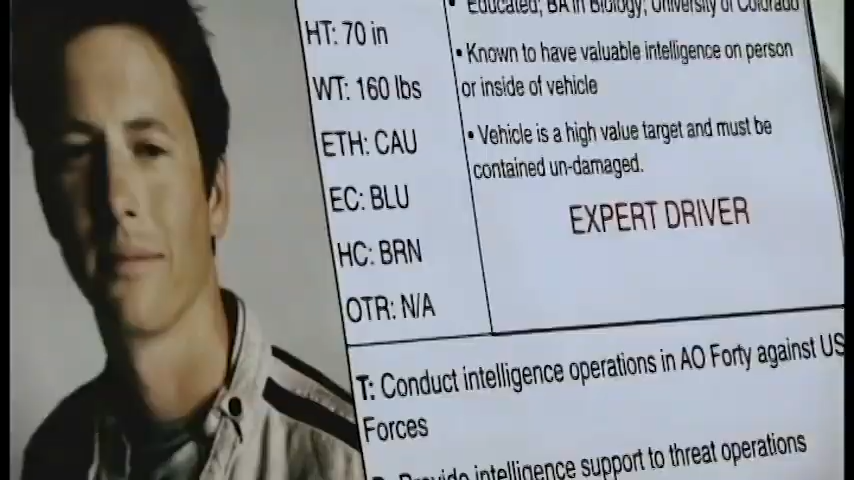 HT: 70 in
WT: 160 lbs
ETH: CAU
EC: BLU
HC: BRN
OTR: N/A
• Educated; BA in Biology; University of Colorado
• Known to have valuable intelligence on person
or inside of vehicle
• Vehicle is a high value target and must be
contained un-damaged.
EXPERT DRIVER
T: Conduct intelligence operations in AO Forty against US
Forces
Provide intelligence support to threat operations